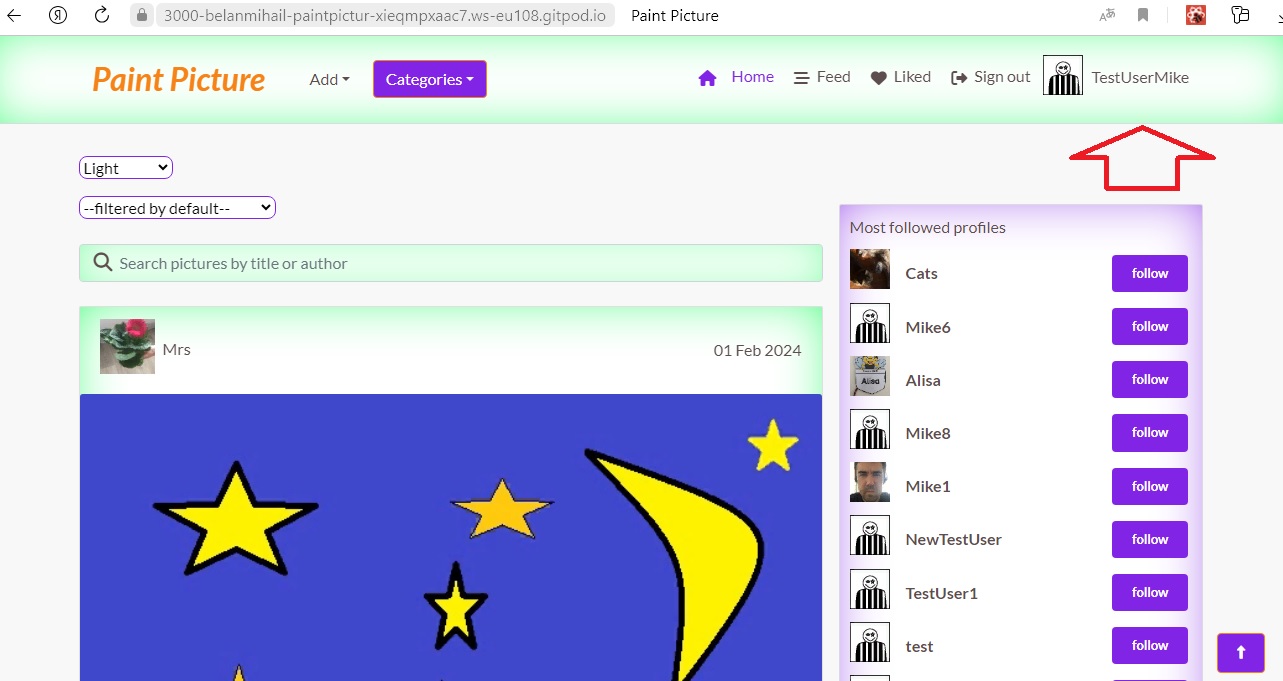 3000-belanmihail-paintpictur-xieqmpxaac7.ws-eu108.gitpod.io Paint Picture
Paint Picture Add Categories Home Feed Liked Sign out TestUserMike
Light
--filtered by default--
Search pictures by title or author
Mrs 01 Feb 2024
Most followed profiles
Cats follow
Mike6 follow
Alisa follow
Mike8 follow
Mike1 follow
NewTestUser follow
TestUser1 follow
test follow